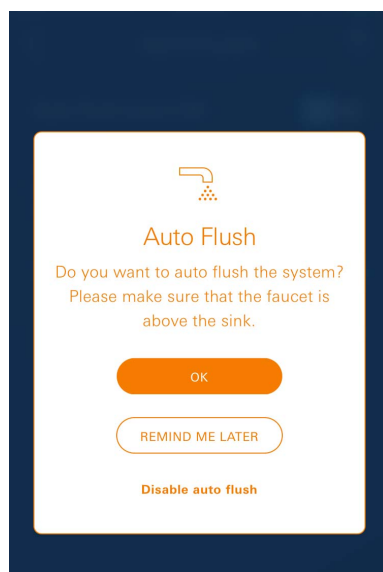 Auto Flush
Do you want to auto flush the system?
Please make sure that the faucet is
above the sink.
OK
REMIND ME LATER
Disable auto flush